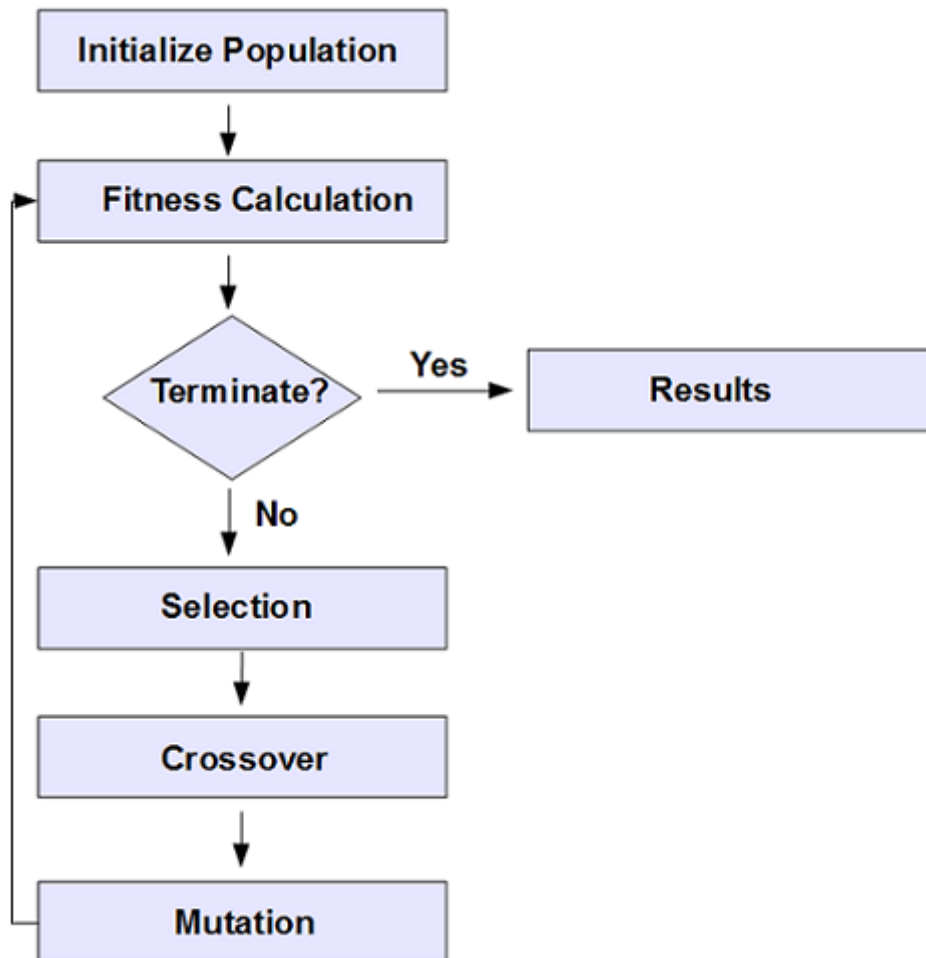 Initialize Population
Fitness Calculation
Terminate?
Yes
Results
No
Selection
Crossover
Mutation